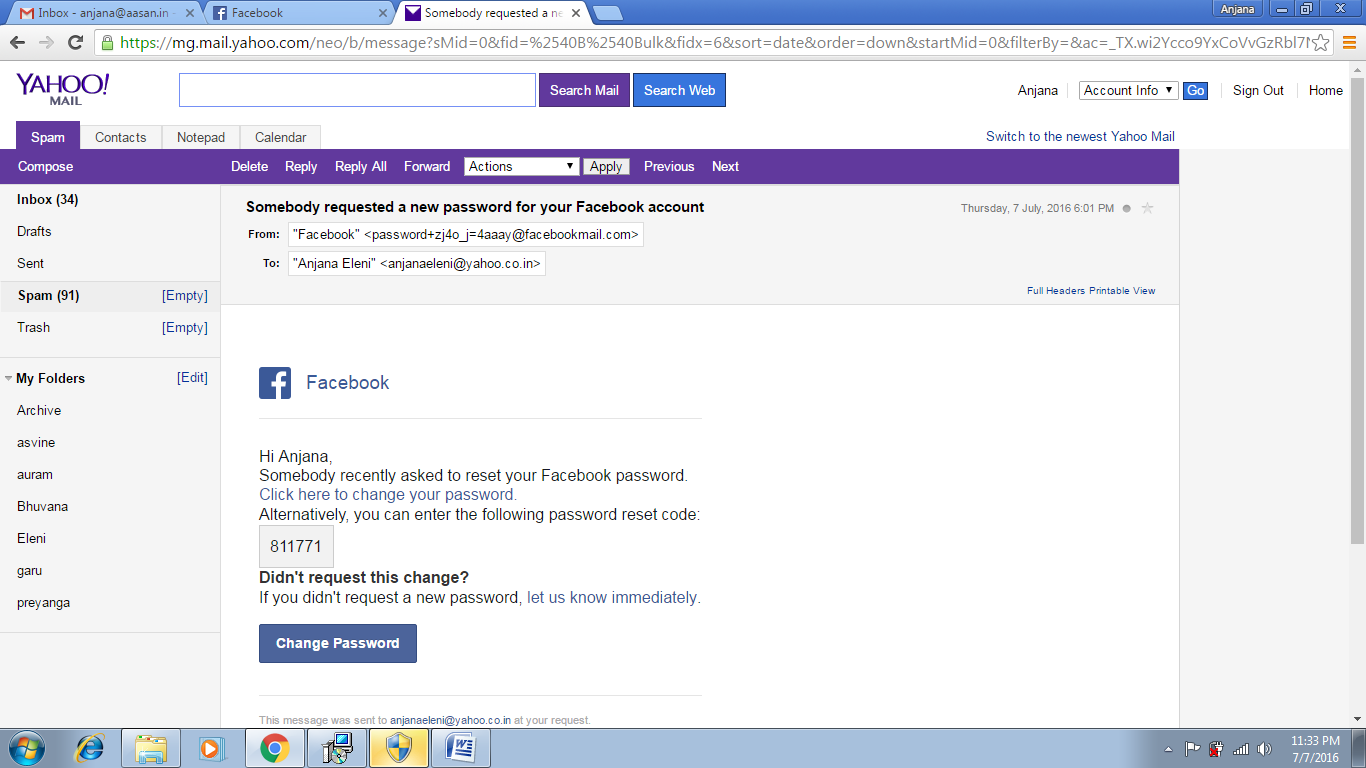 Inbox - anjana@aasan.in -
Facebook
Somebody requested a ne
Anjana
https://mg.mail.yahoo.com/neo/b/message?sMid=0&fid=%2540B%2540Bulk&fidx=6&sort=date&order=down&startMid=0&filterBy=&ac=_TX.wi2Ycco9YxCoVvGzRbl7M
YAHOO!
MAIL
Search Mail
Search Web
Anjana
Account Info
Go
Sign Out
Home
Spam
Contacts
Notepad
Calendar
Switch to the newest Yahoo Mail
Compose
Delete
Reply
Reply All
Forward
Actions
Apply
Previous
Next
Inbox (34)
Drafts
Sent
Spam (91) [Empty]
Trash [Empty]
My Folders [Edit]
Archive
asvine
auram
Bhuvana
Eleni
garu
preyanga
Somebody requested a new password for your Facebook account
Thursday, 7 July, 2016 6:01 PM
From: "Facebook" <password+zj4o_j=4aaay@facebookmail.com>
To: "Anjana Eleni" <anjanaeleni@yahoo.co.in>
Full Headers Printable View
Facebook
Hi Anjana,
Somebody recently asked to reset your Facebook password.
Click here to change your password.
Alternatively, you can enter the following password reset code:
811771
Didn't request this change?
If you didn't request a new password, let us know immediately.
Change Password
This message was sent to anjanaeleni@yahoo.co.in at your request.
11:33 PM
7/7/2016